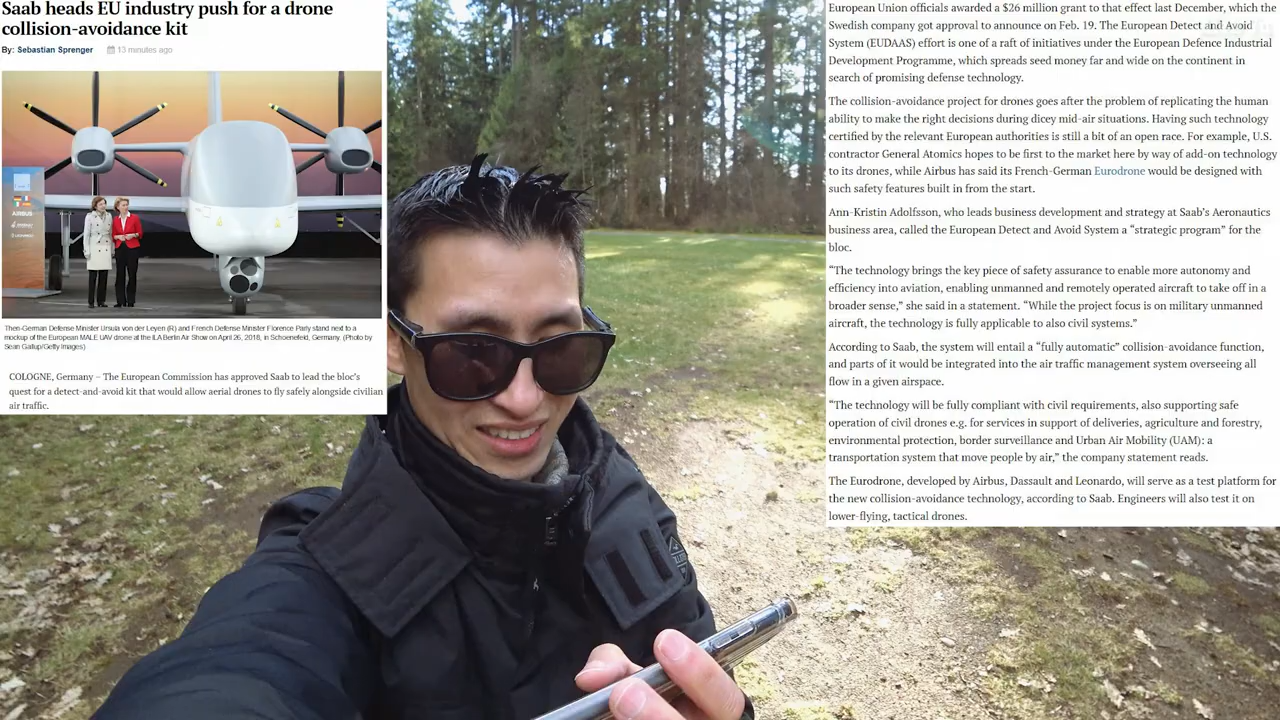 Saab heads EU industry push for a drone
collision-avoidance kit
By: Sebastian Sprenger 13 minutes ago
AIRBUS
Then-German Defense Minister Ursula von der Leyen (R) and French Defense Minister Florence Parly stand next to a
mockup of the European MALE UAV drone at the ILA Berlin Air Show on April 26, 2018, in Schoenefeld, Germany. (Photo by
Sean Gallup/Getty Images)
COLOGNE, Germany – The European Commission has approved Saab to lead the bloc's
quest for a detect-and-avoid kit that would allow aerial drones to fly safely alongside civilian
air traffic.
European Union officials awarded a $26 million grant to that effect last December, which the
Swedish company got approval to announce on Feb. 19. The European Detect and Avoid
System (EUDAAS) effort is one of a raft of initiatives under the European Defence Industrial
Development Programme, which spreads seed money far and wide on the continent in
search of promising defense technology.
The collision-avoidance project for drones goes after the problem of replicating the human
ability to make the right decisions during dicey mid-air situations. Having such technology
certified by the relevant European authorities is still a bit of an open race. For example, U.S.
contractor General Atomics hopes to be first to the market here by way of add-on technology
to its drones, while Airbus has said its French-German Eurodrone would be designed with
such safety features built in from the start.
Ann-Kristin Adolfsson, who leads business development and strategy at Saab's Aeronautics
business area, called the European Detect and Avoid System a “strategic program” for the
bloc.
“The technology brings the key piece of safety assurance to enable more autonomy and
efficiency into aviation, enabling unmanned and remotely operated aircraft to take off in a
broader sense,” she said in a statement. “While the project focus is on military unmanned
aircraft, the technology is fully applicable to also civil systems.”
According to Saab, the system will entail a “fully automatic” collision-avoidance function,
and parts of it would be integrated into the air traffic management system overseeing all
flow in a given airspace.
“The technology will be fully compliant with civil requirements, also supporting safe
operation of civil drones e.g. for services in support of deliveries, agriculture and forestry,
environmental protection, border surveillance and Urban Air Mobility (UAM): a
transportation system that move people by air,” the company statement reads.
The Eurodrone, developed by Airbus, Dassault and Leonardo, will serve as a test platform for
the new collision-avoidance technology, according to Saab. Engineers will also test it on
lower-flying, tactical drones.